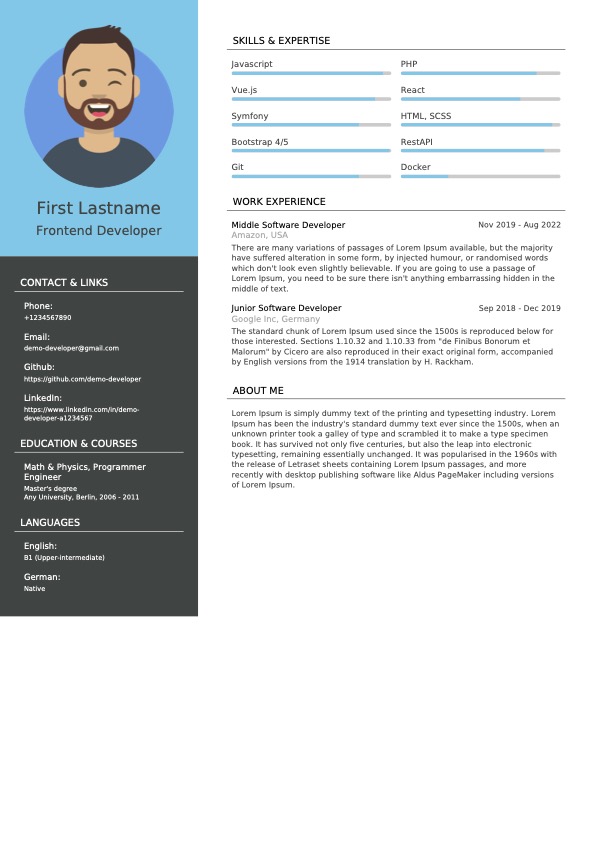 First Lastname
Frontend Developer
CONTACT & LINKS
Phone:
+1234567890
Email:
demo-developer@gmail.com
Github:
https://github.com/demo-developer
LinkedIn:
https://www.linkedin.com/in/demo-
developer-a1234567
EDUCATION & COURSES
Math & Physics, Programmer
Engineer
Master's degree
Any University, Berlin, 2006 - 2011
LANGUAGES
English:
B1 (Upper-intermediate)
German:
Native
SKILLS & EXPERTISE
Javascript PHP
Vue.js React
Symfony HTML, SCSS
Bootstrap 4/5 RestAPI
Git Docker
WORK EXPERIENCE
Middle Software Developer Nov 2019 - Aug 2022
Amazon, USA
There are many variations of passages of Lorem Ipsum available, but the majority
have suffered alteration in some form, by injected humour, or randomised words
which don't look even slightly believable. If you are going to use a passage of
Lorem Ipsum, you need to be sure there isn't anything embarrassing hidden in the
middle of text.
Junior Software Developer Sep 2018 - Dec 2019
Google Inc, Germany
The standard chunk of Lorem Ipsum used since the 1500s is reproduced below for
those interested. Sections 1.10.32 and 1.10.33 from "de Finibus Bonorum et
Malorum" by Cicero are also reproduced in their exact original form, accompanied
by English versions from the 1914 translation by H. Rackham.
ABOUT ME
Lorem Ipsum is simply dummy text of the printing and typesetting industry. Lorem
Ipsum has been the industry's standard dummy text ever since the 1500s, when an
unknown printer took a galley of type and scrambled it to make a type specimen
book. It has survived not only five centuries, but also the leap into electronic
typesetting, remaining essentially unchanged. It was popularised in the 1960s with
the release of Letraset sheets containing Lorem Ipsum passages, and more
recently with desktop publishing software like Aldus PageMaker including versions
of Lorem Ipsum.